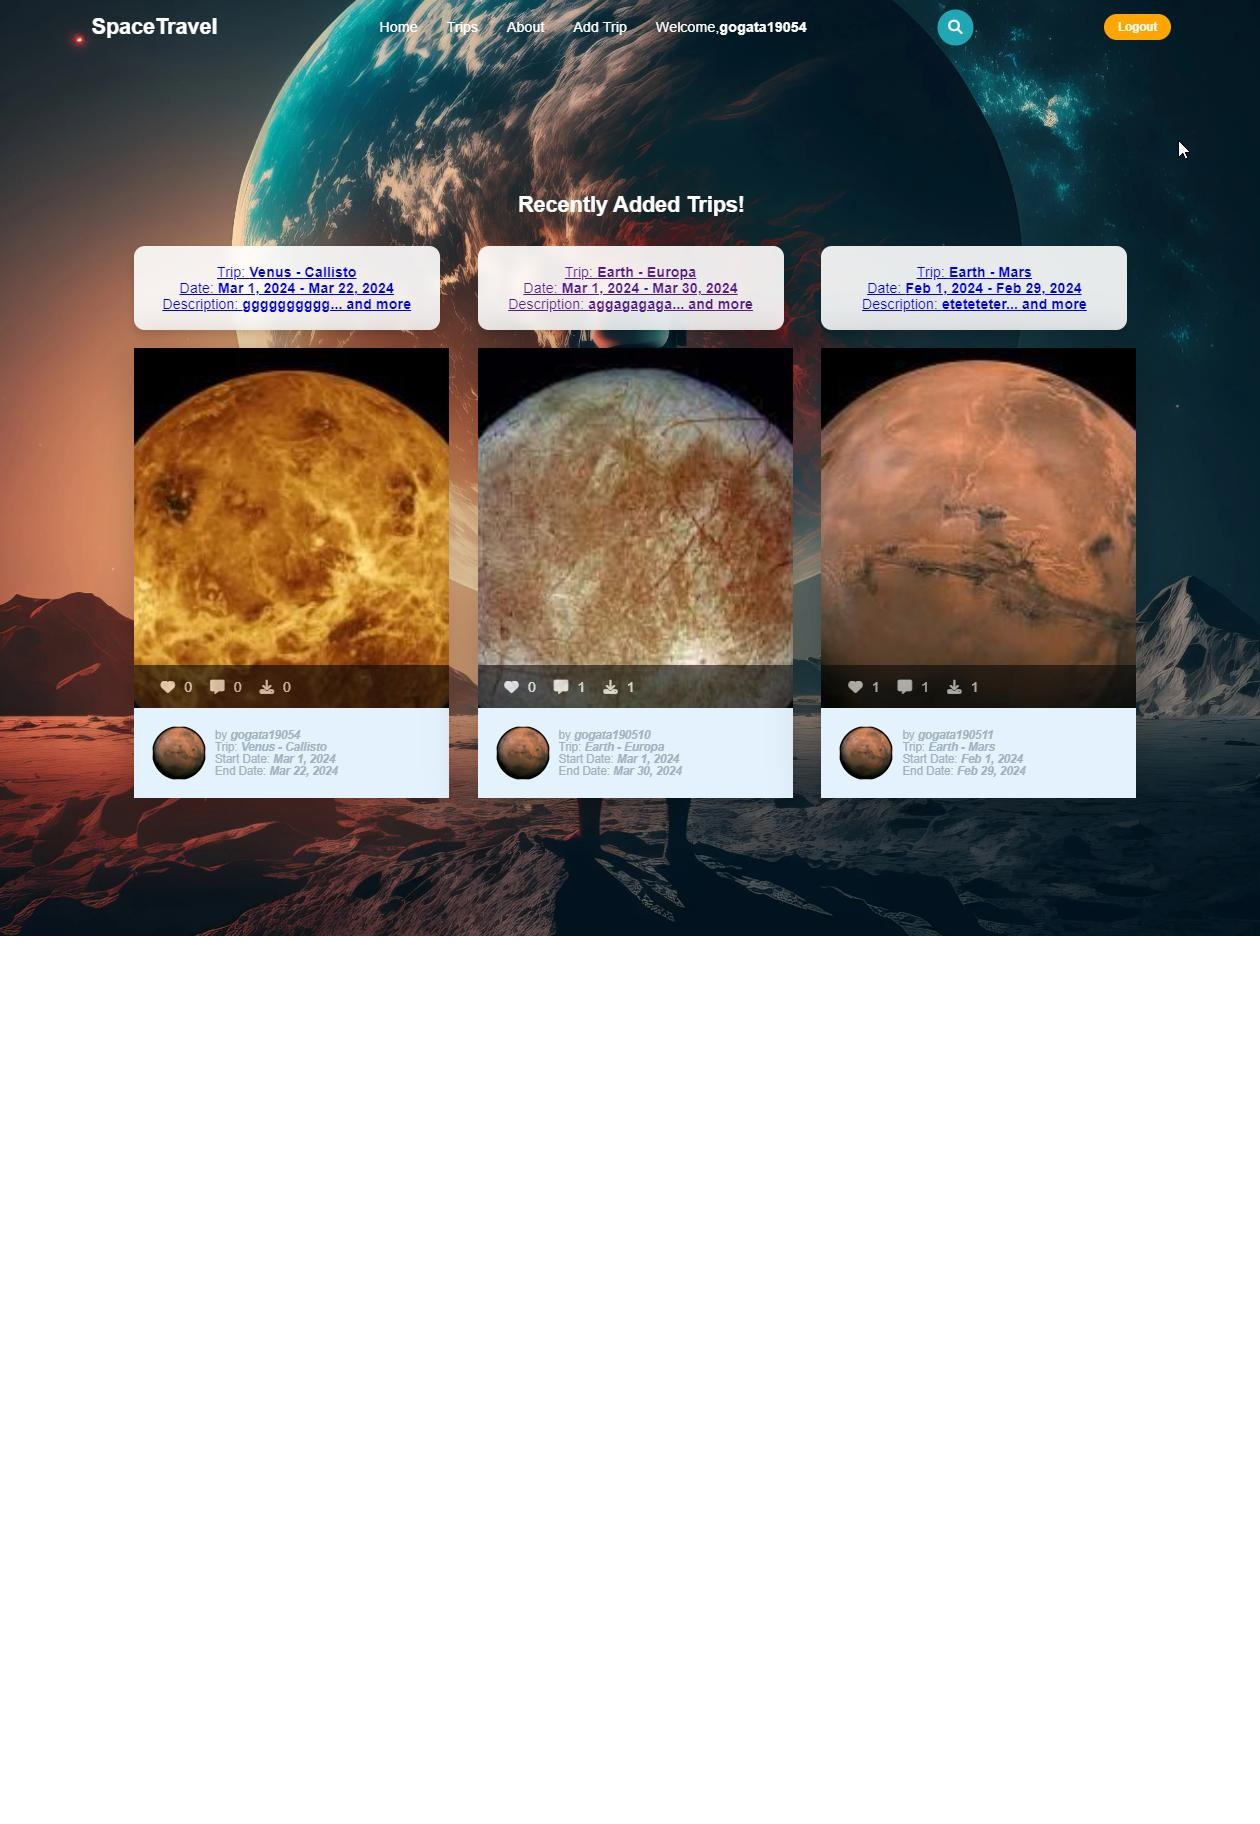 SpaceTravel
Home Trips About Add Trip Welcome,gogata19054
Logout
Recently Added Trips!
Trip: Venus - Callisto
Date: Mar 1, 2024 - Mar 22, 2024
Description: gggggggggg... and more
Trip: Earth - Europa
Date: Mar 1, 2024 - Mar 30, 2024
Description: aggagagaga... and more
Trip: Earth - Mars
Date: Feb 1, 2024 - Feb 29, 2024
Description: eteteteter... and more
0 0 0
0 1 1
1 1 1
by gogata19054
Trip: Venus - Callisto
Start Date: Mar 1, 2024
End Date: Mar 22, 2024
by gogata190510
Trip: Earth - Europa
Start Date: Mar 1, 2024
End Date: Mar 30, 2024
by gogata190511
Trip: Earth - Mars
Start Date: Feb 1, 2024
End Date: Feb 29, 2024